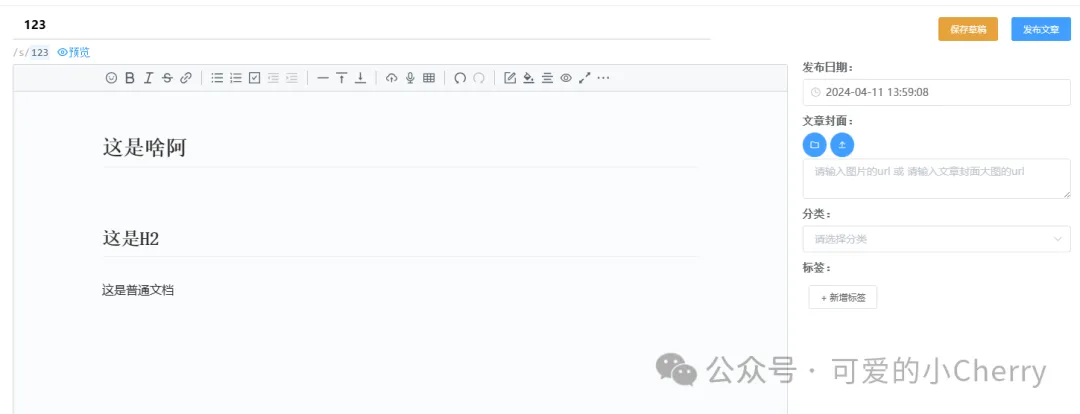 123
保存草稿
发布文章
/s/123 预览
发布日期：
2024-04-11 13:59:08
文章封面：
请输入图片的url 或 请输入文章封面大图的url
分类：
请选择分类
标签：
+ 新增标签
这是啥阿
这是H2
这是普通文档
公众号 · 可爱的小Cherry